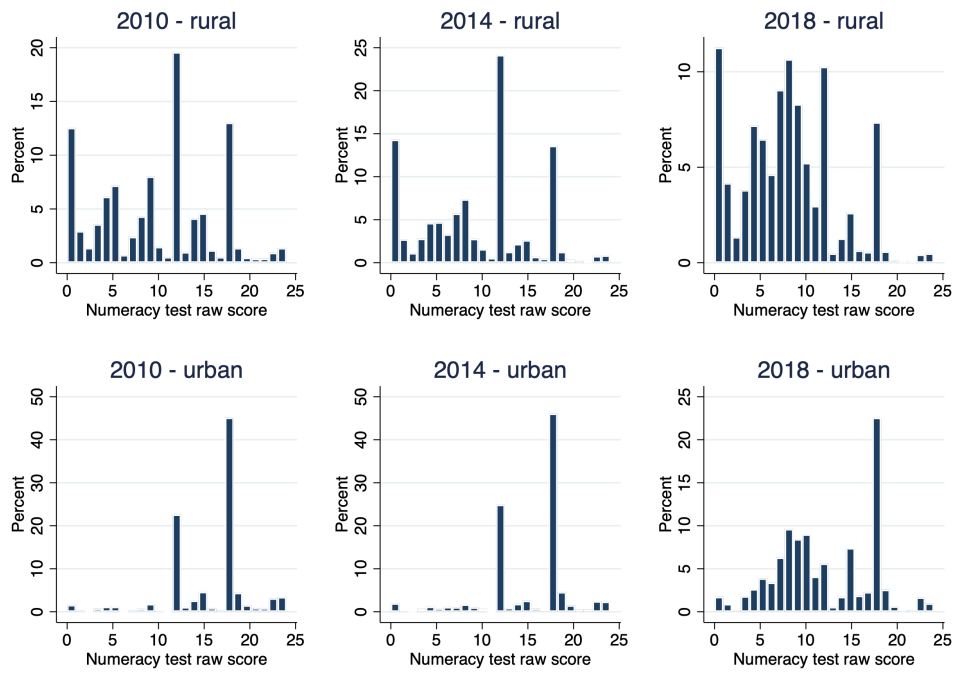 2010 - rural
Percent
20
15
10
5
0
0 5 10 15 20 25
Numeracy test raw score
2014 - rural
Percent
25
20
15
10
5
0
0 5 10 15 20 25
Numeracy test raw score
2018 - rural
Percent
10
5
0
0 5 10 15 20 25
Numeracy test raw score
2010 - urban
Percent
50
40
30
20
10
0
0 5 10 15 20 25
Numeracy test raw score
2014 - urban
Percent
50
40
30
20
10
0
0 5 10 15 20 25
Numeracy test raw score
2018 - urban
Percent
25
20
15
10
5
0
0 5 10 15 20 25
Numeracy test raw score